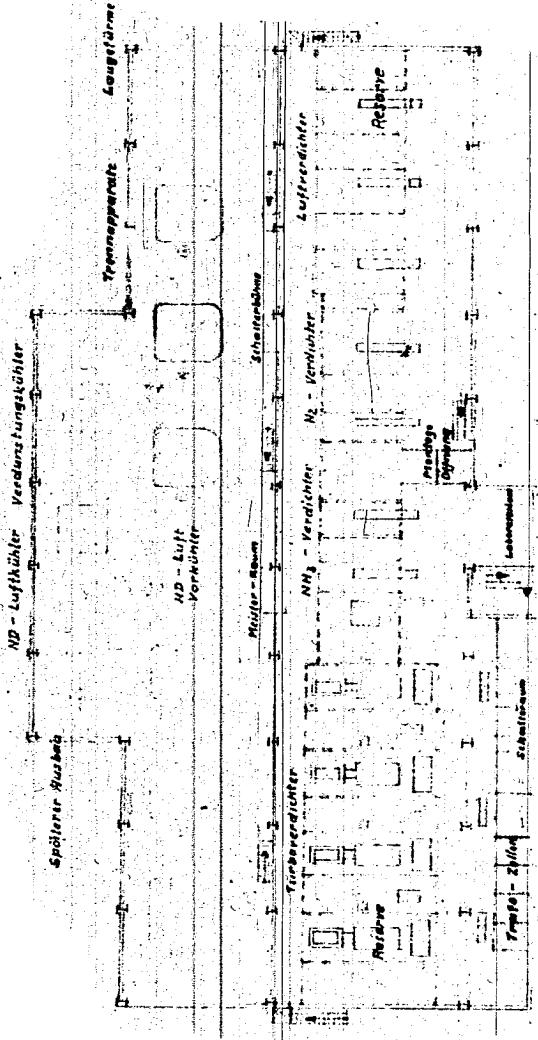 Laugetürme
Trennapparate
Verdunstungskühler
ND - Luftkühler
Späterer Ausbau
ND - Luft
Vorkühler
Schalterbühne
Meister - Raum
Luftverdichter
N₂ - Verdichter
NH₃ - Verdichter
Turboverdichter
Reserve
Montage
Öffnung
Reserve
Laboratorium
Schaltraum
Trafo - Zellen